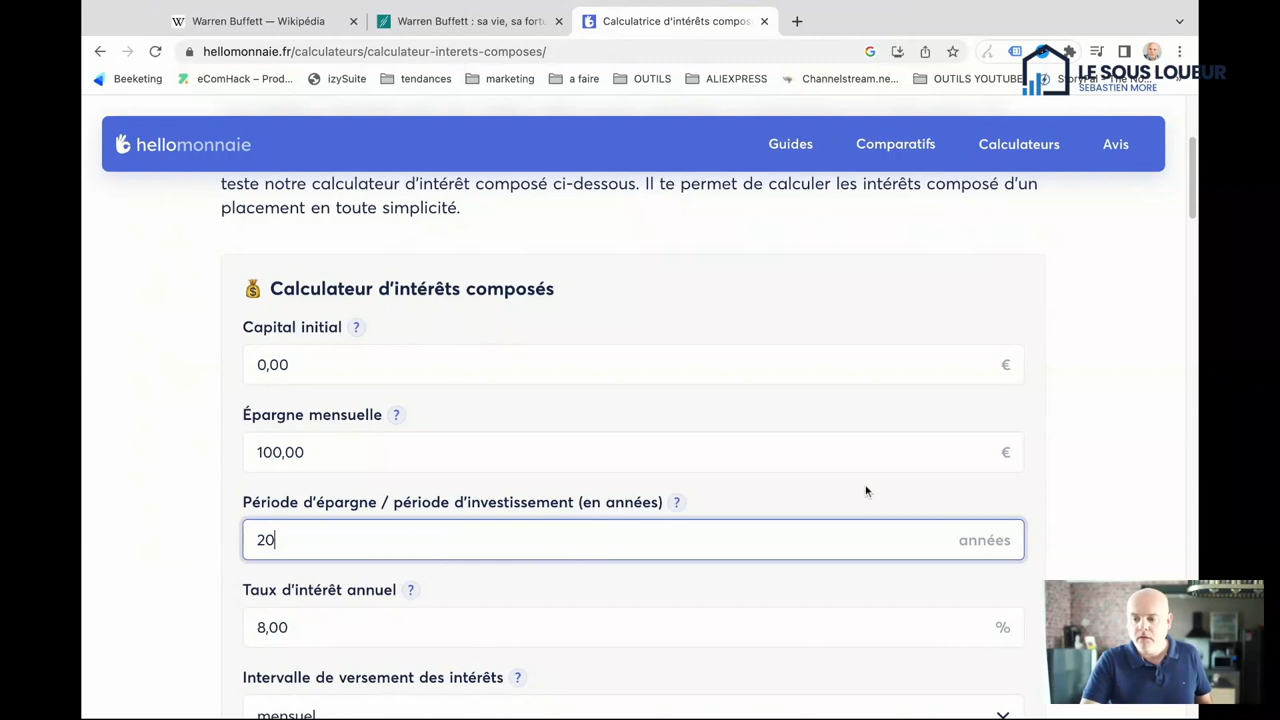 Warren Buffett — Wikipédia
Warren Buffett : sa vie, sa fortu
Calculatrice d'intérêts compos
hellomonnaie.fr/calculateurs/calculateur-interets-composes/
Beeketing
eComHack – Prod...
izySuite
tendances
mrketing
a faire
OUTILS
ALIEXPRESS
Channelstream.ne...
OUTILS YOUTUBE
LE SOUS LOUEUR
SEBASTIEN MORE
hellomonnaie
Guides
Comparatifs
Calculateurs
Avis
teste notre calculateur d'intérêt composé ci-dessous. Il te permet de calculer les intérêts composé d'un
placement en toute simplicité.
Calculateur d'intérêts composés
Capital initial ?
0,00 €
Épargne mensuelle ?
100,00 €
Période d'épargne / période d'investissement (en années) ?
20 années
Taux d'intérêt annuel ?
8,00 %
Intervalle de versement des intérêts ?
mensuel